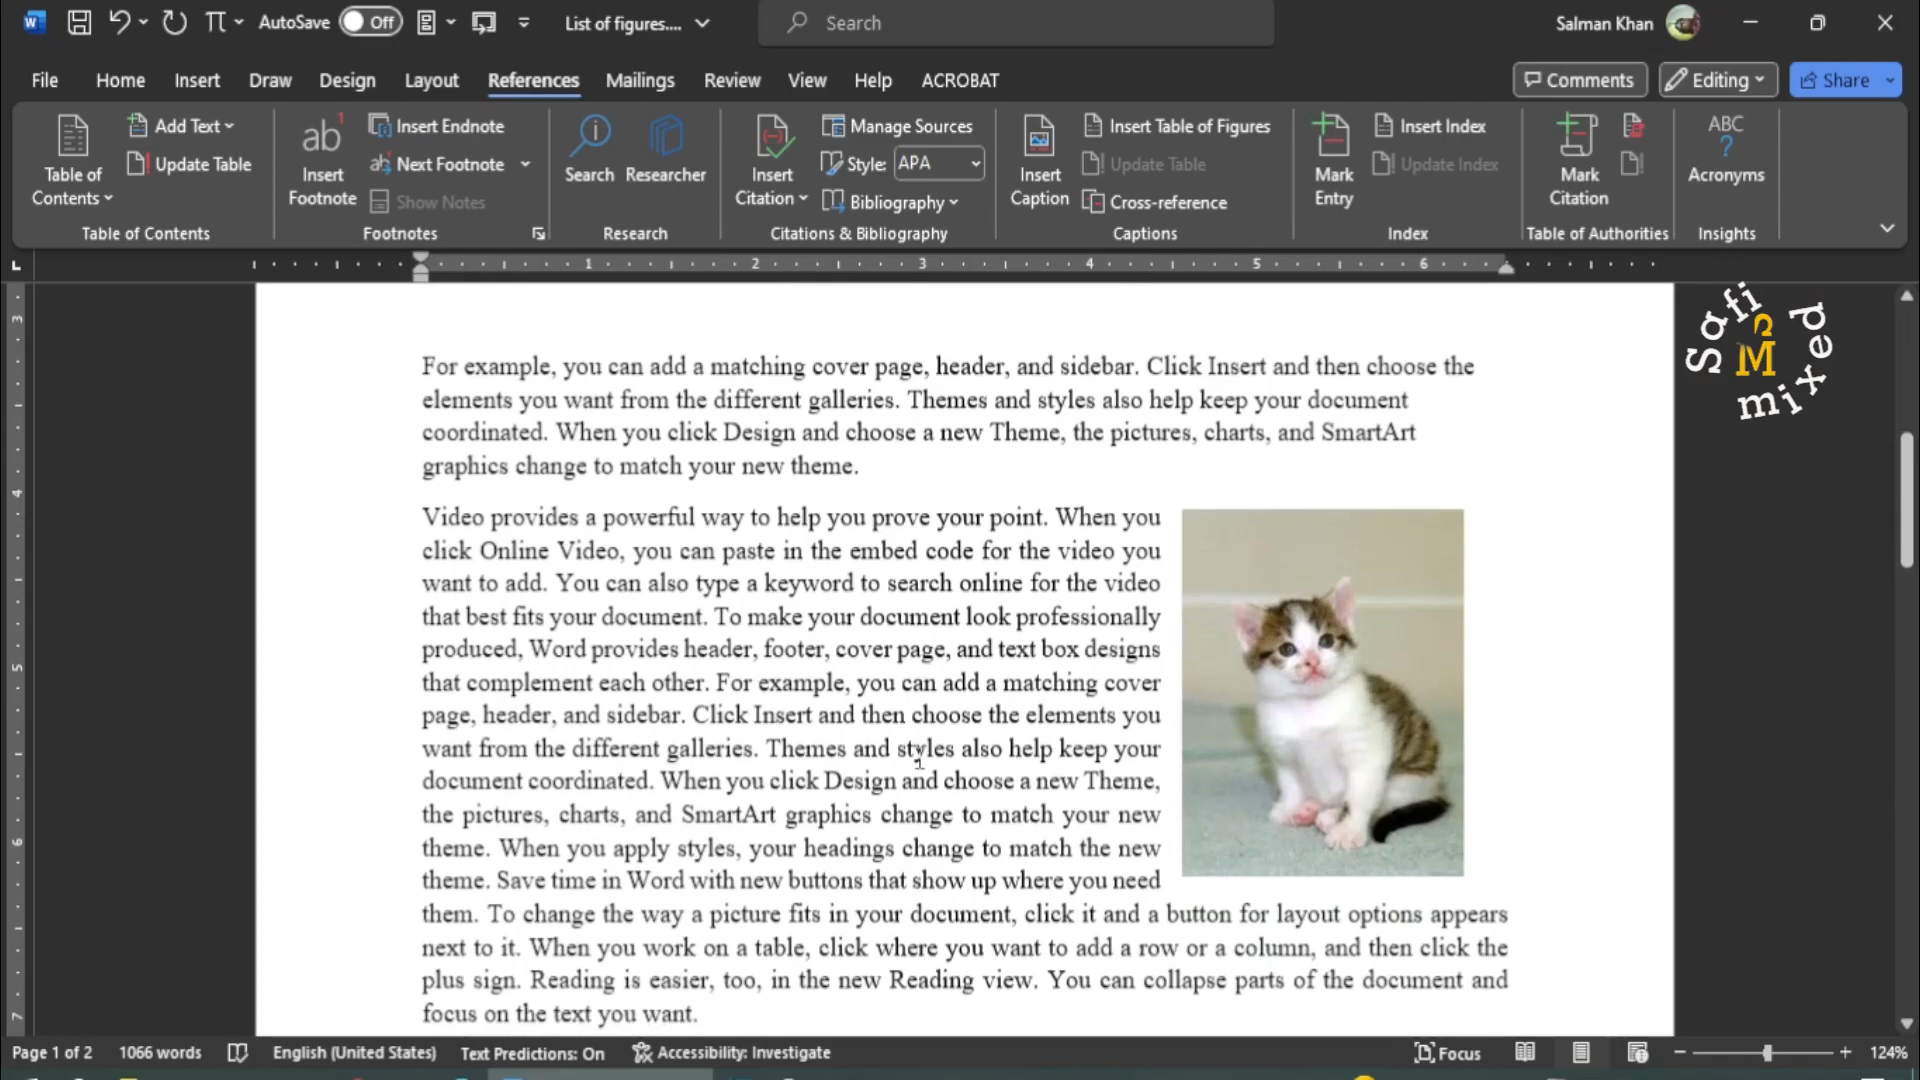 AutoSave Off List of figures.... Search Salman Khan
File Home Insert Draw Design Layout References Mailings Review View Help ACROBAT Comments Editing Share
Table of Contents
Add Text
Update Table
Table of Contents
ab Insert Footnote
Insert Endnote
Next Footnote
Show Notes
Footnotes
Search
Researcher
Research
Insert Citation
Manage Sources
Style: APA
Bibliography
Citations & Bibliography
Insert Caption
Insert Table of Figures
Update Table
Cross-reference
Captions
Mark Entry
Insert Index
Update Index
Index
Mark Citation
Table of Authorities
ABC ? Acronyms
Insights
L 1 2 3 4 5 6
3
4
5
6
7
Safi M mixed
For example, you can add a matching cover page, header, and sidebar. Click Insert and then choose the
elements you want from the different galleries. Themes and styles also help keep your document
coordinated. When you click Design and choose a new Theme, the pictures, charts, and SmartArt
graphics change to match your new theme.
Video provides a powerful way to help you prove your point. When you
click Online Video, you can paste in the embed code for the video you
want to add. You can also type a keyword to search online for the video
that best fits your document. To make your document look professionally
produced, Word provides header, footer, cover page, and text box designs
that complement each other. For example, you can add a matching cover
page, header, and sidebar. Click Insert and then choose the elements you
want from the different galleries. Themes and styles also help keep your
document coordinated. When you click Design and choose a new Theme,
the pictures, charts, and SmartArt graphics change to match your new
theme. When you apply styles, your headings change to match the new
theme. Save time in Word with new buttons that show up where you need
them. To change the way a picture fits in your document, click it and a button for layout options appears
next to it. When you work on a table, click where you want to add a row or a column, and then click the
plus sign. Reading is easier, too, in the new Reading view. You can collapse parts of the document and
focus on the text you want.
Page 1 of 2 1066 words English (United States) Text Predictions: On Accessibility: Investigate Focus 124%